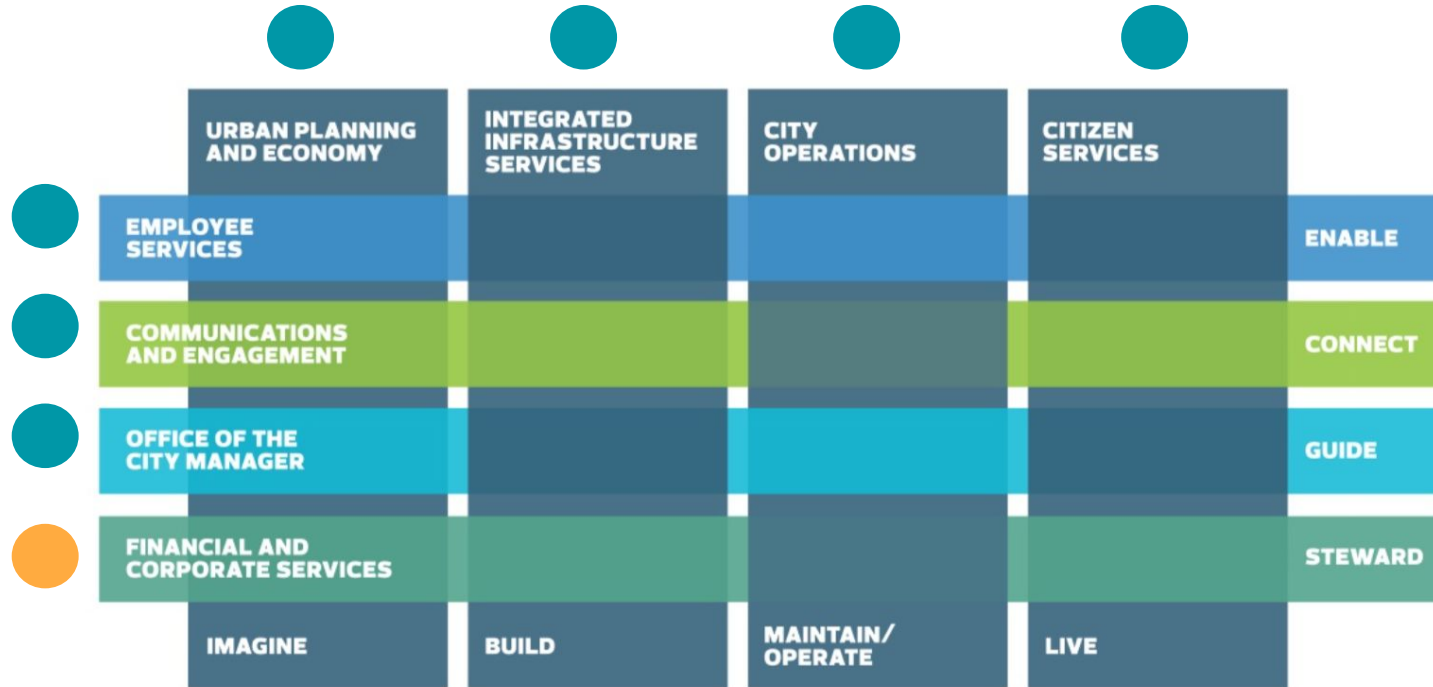 URBAN PLANNING
AND ECONOMY
INTEGRATED
INFRASTRUCTURE
SERVICES
CITY
OPERATIONS
CITIZEN
SERVICES
EMPLOYEE
SERVICES
ENABLE
COMMUNICATIONS
AND ENGAGEMENT
CONNECT
OFFICE OF THE
CITY MANAGER
GUIDE
FINANCIAL AND
CORPORATE SERVICES
STEWARD
IMAGINE
BUILD
MAINTAIN/
OPERATE
LIVE